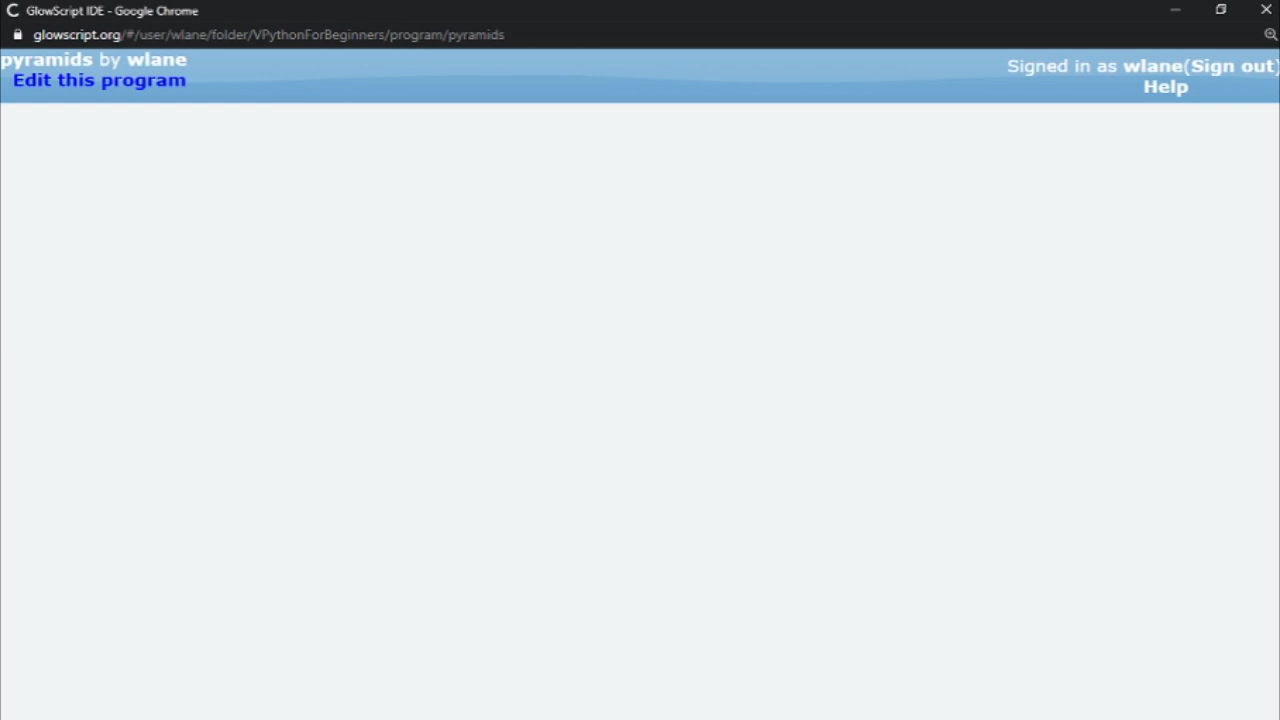 GlowScript IDE - Google Chrome
glowscript.org/#/user/wlane/folder/VPythonForBeginners/program/pyramids
pyramids by wlane
Edit this program
Signed in as wlane(Sign out)
Help